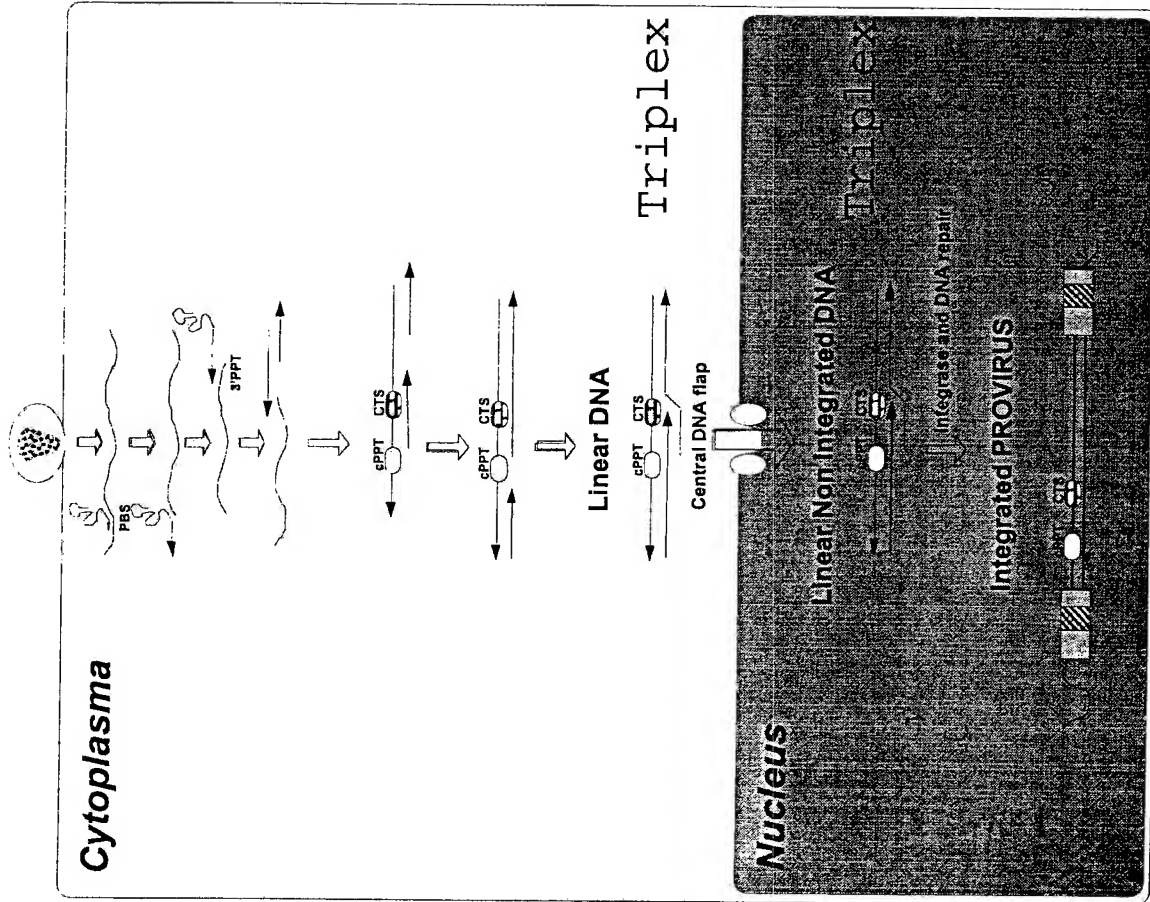 Cytoplasma
PBS
3'PPT
cPPT
CTS
cPPT
CTS
Linear DNA
cPPT
CTS
Central DNA flap
Triplex
Nucleus
Linear Non Integrated DNA
cPPT
CTS
Triplex
Integrase and DNA repair
Integrated PROVIRUS
CTS